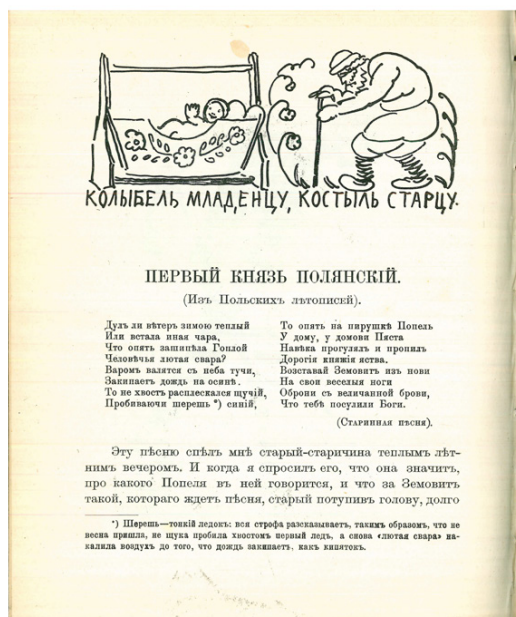 КОЛЫБЕЛЬ МЛАДЕНЦУ, КОСТЫЛЬ СТАРЦУ.
ПЕРВЫЙ КНЯЗЬ ПОЛЯНСКІЙ.
(Изъ Польскихъ лѣтописей).
Дулъ ли вѣтеръ зимою теплый
Или встала иная чара,
Что опять зашипѣла Гоплой
Человѣчья лютая свара?
Варомъ валятся съ неба тучи,
Закипаетъ дождь на осинѣ.
То не хвостъ расплескался щучій,
Пробиваючи шерешь *) синій,
То опять на пирушкѣ Попель
У дому, у домови Пяста
Навѣка прогулялъ и пропилъ
Дорогія княжія яства.
Возставай Земовитъ изъ нови
На свои веселыя ноги
Оброни съ величанной брови,
Что тебѣ посулили Боги.
(Старинная пѣсня).
Эту пѣсню спѣлъ мнѣ старый-старичина теплымъ лѣт-
нимъ вечеромъ. И когда я спросилъ его, что она значитъ,
про какого Попеля въ ней говорится, и что за Земовитъ
такой, котораго ждетъ пѣсня, старый потупивъ голову, долго
*) Шерешь—тонкій ледокъ: вся строфа разсказываетъ, такимъ образомъ, что не
весна пришла, не щука пробила хвостомъ первый ледъ, а снова «лютая свара» на-
калила воздухъ до того, что дождь закипаетъ, какъ кипятокъ.